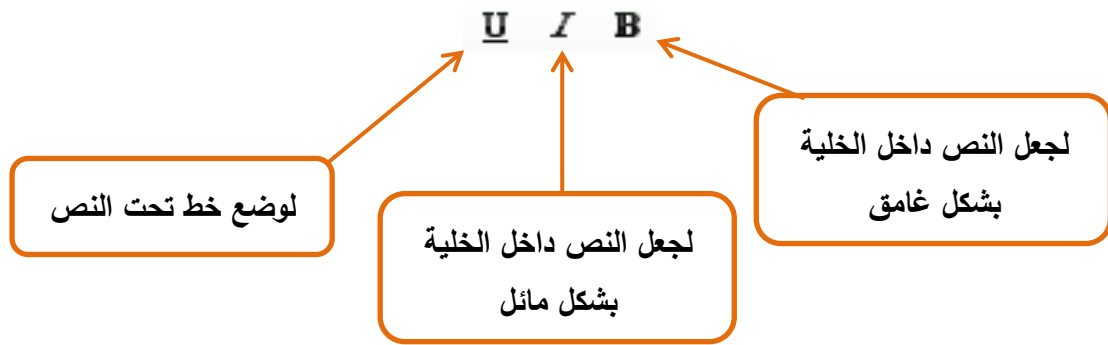 U I B
لجعل النص داخل الخلية
بشكل غامق
لجعل النص داخل الخلية
بشكل مائل
لوضع خط تحت النص